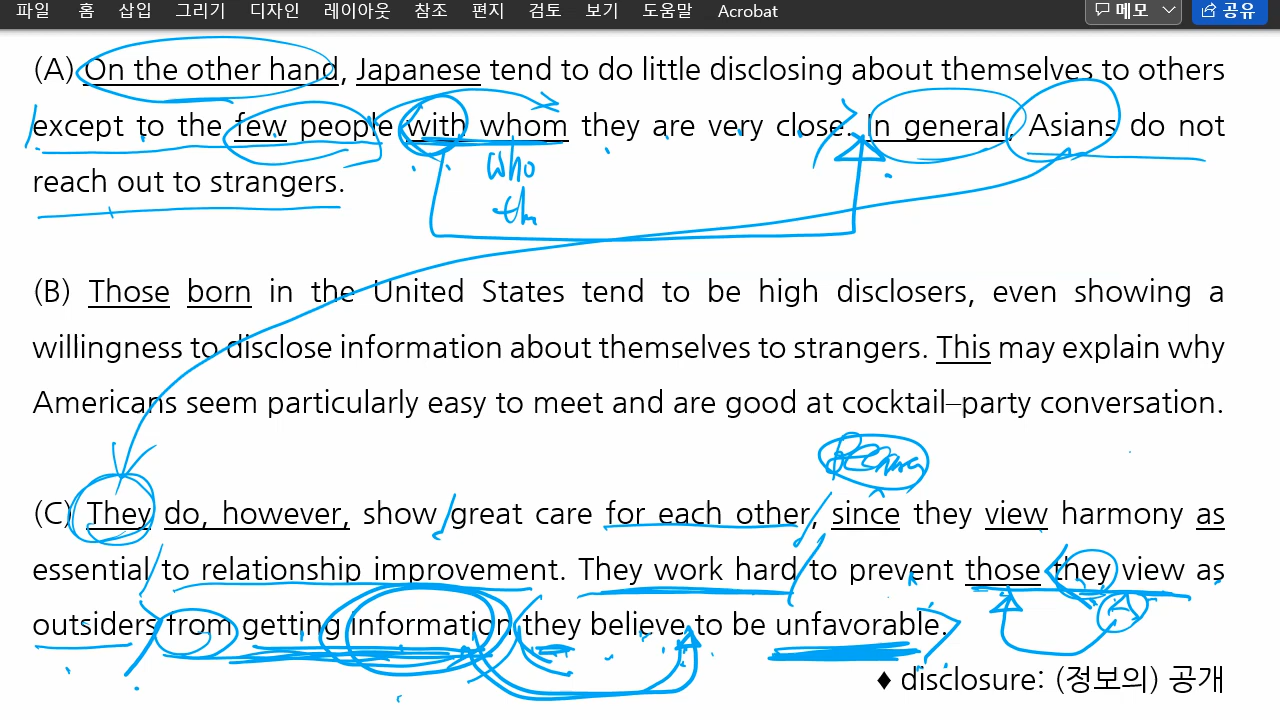 파일 홈 삽입 그리기 디자인 레이아웃 참조 편지 검토 보기 도움말 Acrobat 메모 공유
(A) On the other hand, Japanese tend to do little disclosing about themselves to others
except to the few people with whom they are very close. In general, Asians do not
who
reach out to strangers.
th
(B) Those born in the United States tend to be high disclosers, even showing a
willingness to disclose information about themselves to strangers. This may explain why
Americans seem particularly easy to meet and are good at cocktail–party conversation.
(C) They do, however, show great care for each other, since they view harmony as
essential to relationship improvement. They work hard to prevent those they view as
outsiders from getting information they believe to be unfavorable.
♦ disclosure: (정보의) 공개